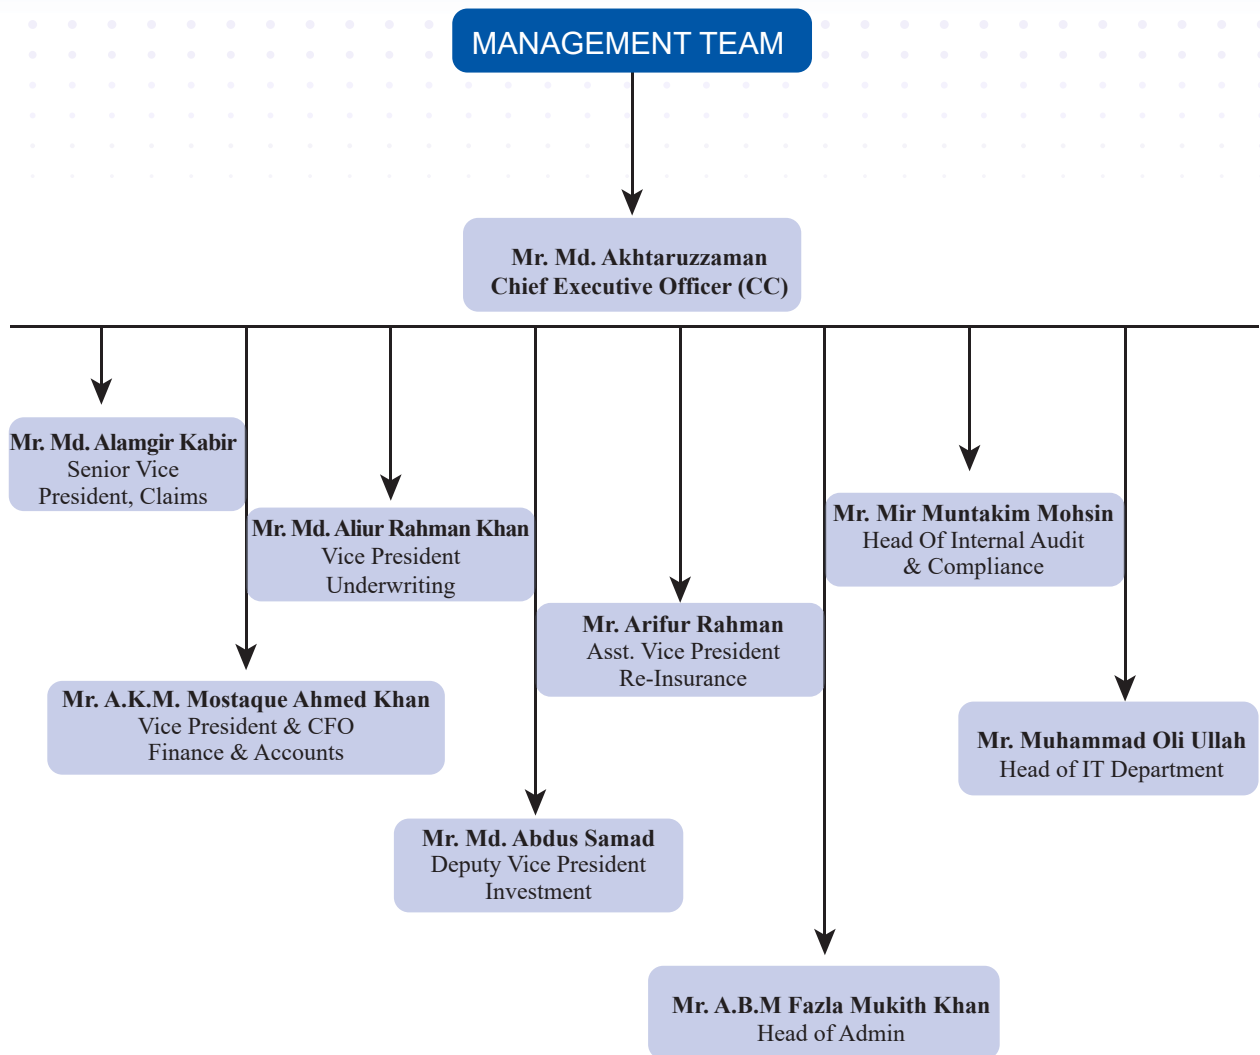 MANAGEMENT TEAM
Mr. Md. Akhtaruzzaman
Chief Executive Officer (CC)
Mr. Md. Alamgir Kabir
Senior Vice
President, Claims
Mr. A.K.M. Mostaque Ahmed Khan
Vice President & CFO
Finance & Accounts
Mr. Md. Aliur Rahman Khan
Vice President
Underwriting
Mr. Md. Abdus Samad
Deputy Vice President
Investment
Mr. Arifur Rahman
Asst. Vice President
Re-Insurance
Mr. A.B.M Fazla Mukith Khan
Head of Admin
Mr. Mir Muntakim Mohsin
Head Of Internal Audit
& Compliance
Mr. Muhammad Oli Ullah
Head of IT Department